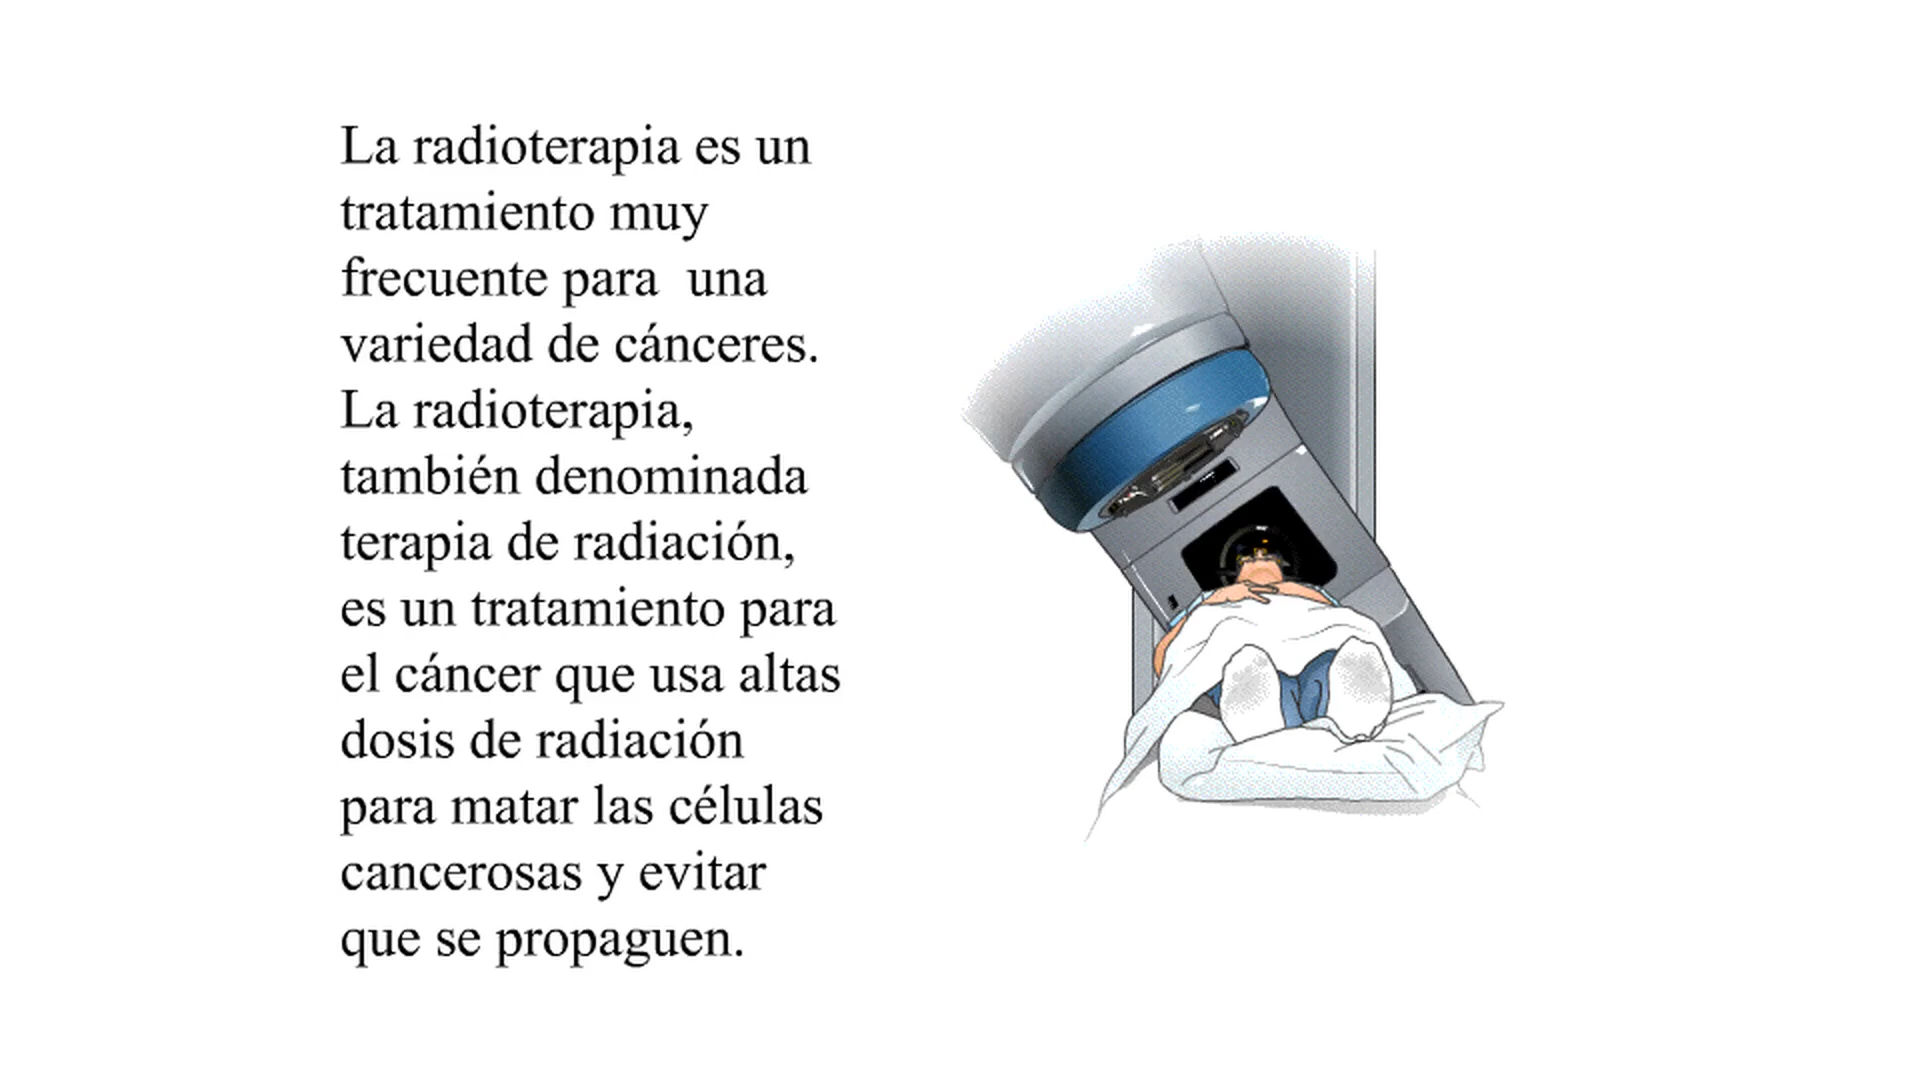 La radioterapia es un
tratamiento muy
frecuente para  una
variedad de cánceres.
La radioterapia,
también denominada
terapia de radiación,
es un tratamiento para
el cáncer que usa altas
dosis de radiación
para matar las células
cancerosas y evitar
que se propaguen.